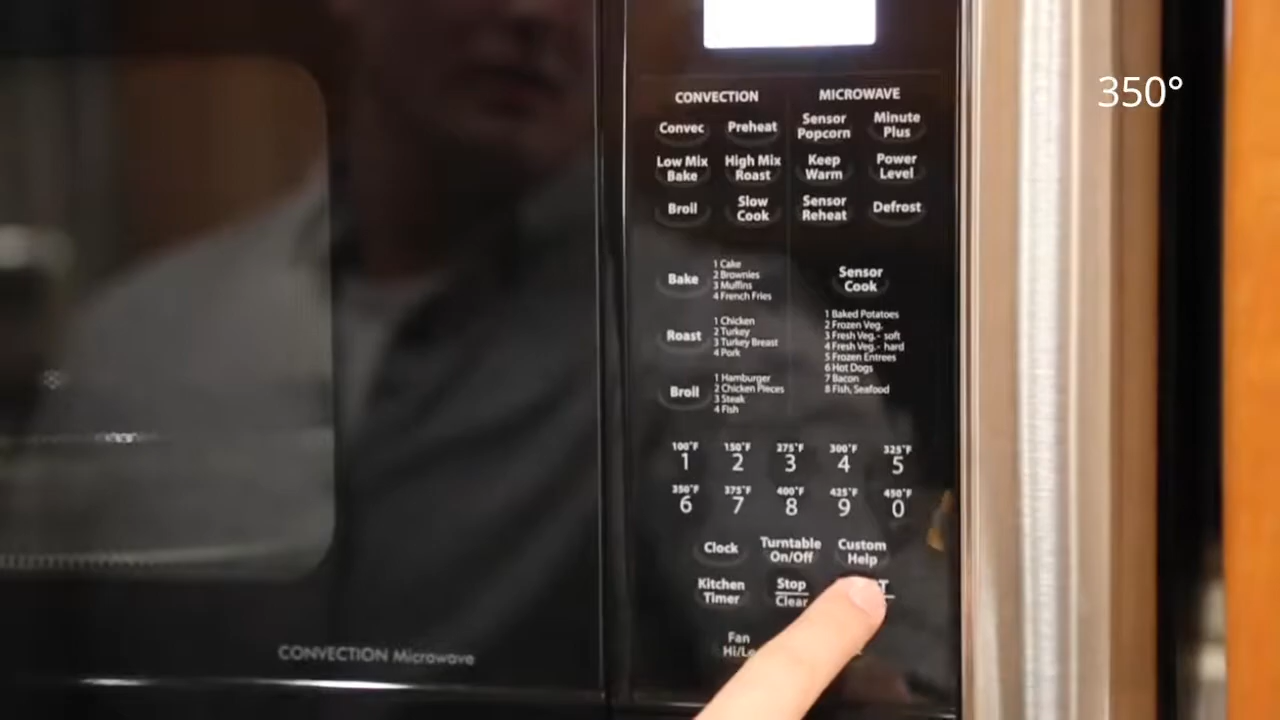 350°
CONVECTION
MICROWAVE
Convec
Preheat
Sensor
Popcorn
Minute
Plus
Low Mix
Bake
High Mix
Roast
Keep
Warm
Power
Level
Broil
Slow
Cook
Sensor
Reheat
Defrost
Bake
1 Cake
2 Brownies
3 Muffins
4 French Fries
Sensor
Cook
Roast
1 Chicken
2 Turkey
3 Turkey Breast
4 Pork
1 Baked Potatoes
2 Frozen Veg.
3 Fresh Veg.- soft
4 Fresh Veg.- hard
5 Frozen Entrees
6 Hot Dogs
7 Bacon
8 Fish, Seafood
Broil
1 Hamburger
2 Chicken Pieces
3 Steak
4 Fish
100°F 150°F 275°F 300°F 325°F
1 2 3 4 5
350°F 375°F 400°F 425°F 450°F
6 7 8 9 0
Clock
Turntable
On/Off
Custom
Help
Kitchen
Timer
Stop
Clear
Fan
CONVECTION Microwave